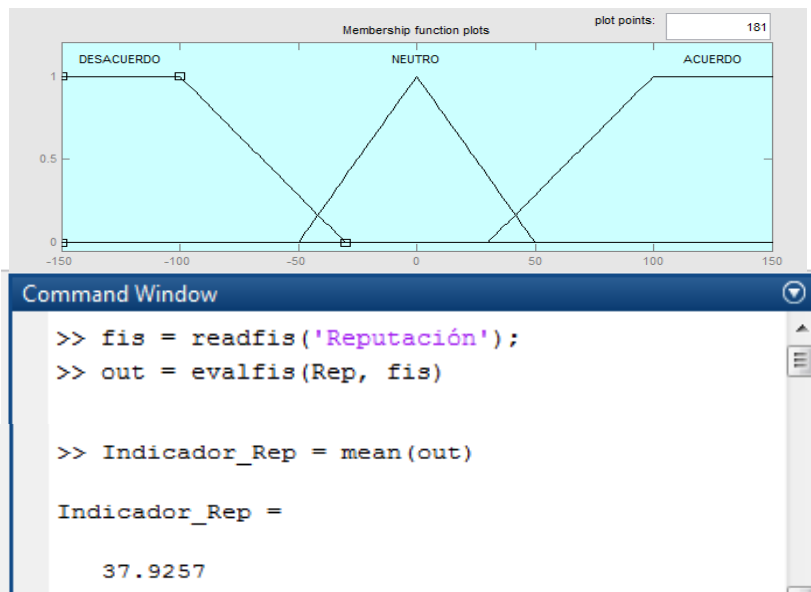 Membership function plots
plot points: 181
DESACUERDO NEUTRO ACUERDO
1
0.5
0
-150 -100 -50 0 50 100 150
Command Window
>> fis = readfis('Reputación');
>> out = evalfis(Rep, fis)
>> Indicador_Rep = mean(out)
Indicador_Rep =
37.9257